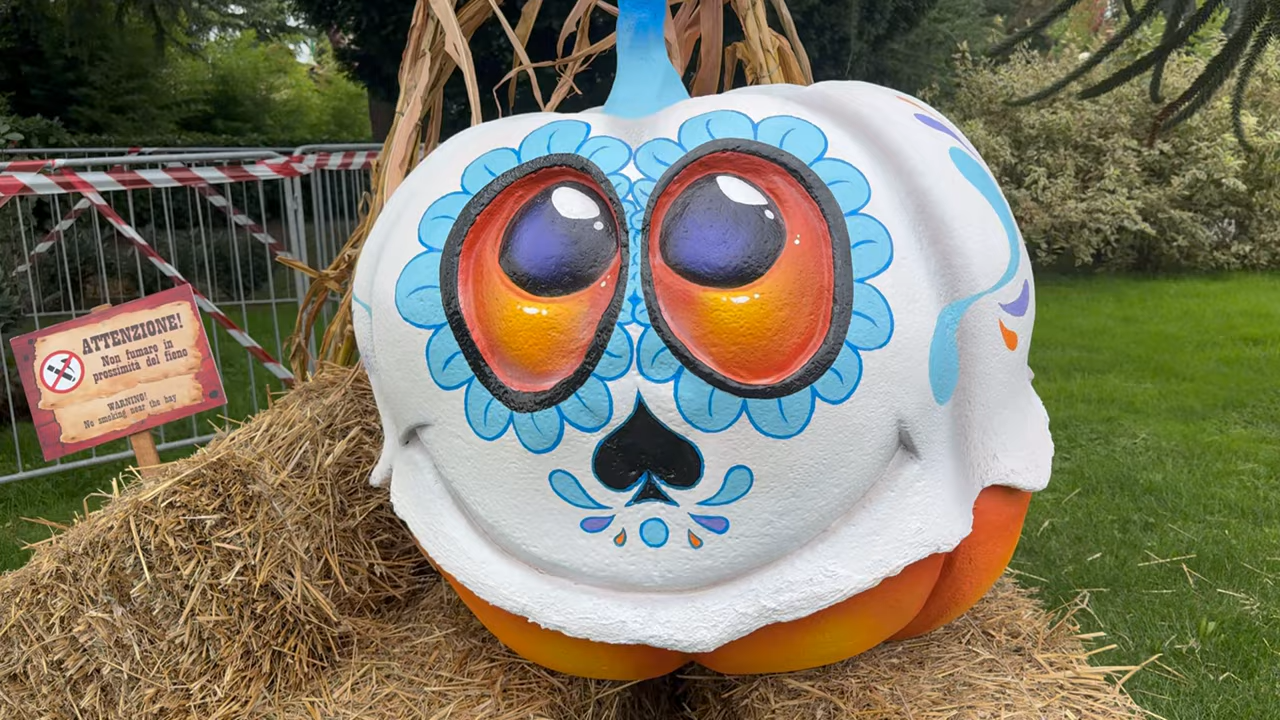 ATTENZIONE!
Non fumare in
prossimità del fieno
WARNING!
No smoking near the hay